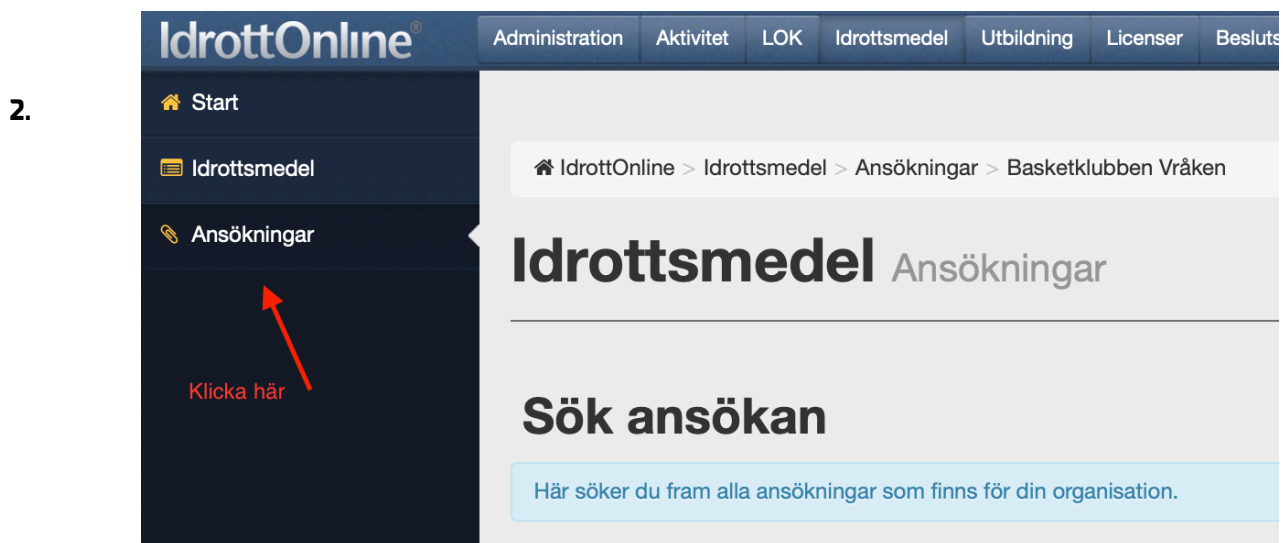 IdrottOnline®
Administration Aktivitet LOK Idrottsmedel Utbildning Licenser Besluts
2.
Start
Idrottsmedel
Ansökningar
Klicka här
IdrottOnline > Idrottsmedel > Ansökningar > Basketklubben Vråken
Idrottsmedel Ansökningar
Sök ansökan
Här söker du fram alla ansökningar som finns för din organisation.